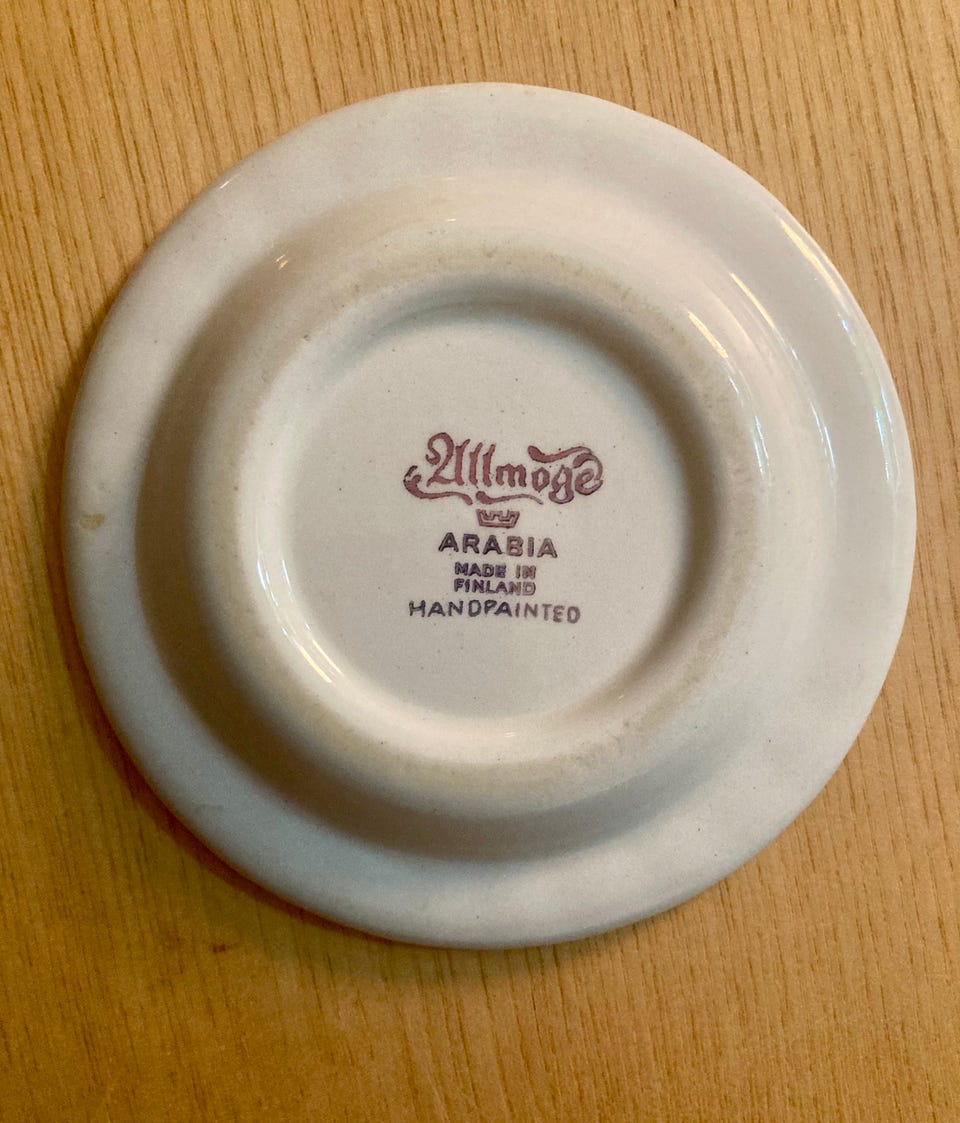 Allmoge
ARABIA
MADE IN
FINLAND
HANDPAINTED